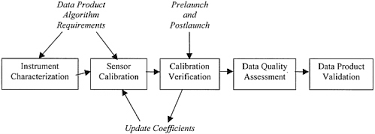 Data Product
Algorithm
Requirements
Prelaunch
and
Postlaunch
Instrument
Characterization
Sensor
Calibration
Calibration
Verification
Data Quality
Assessment
Data Product
Validation
Update Coefficients